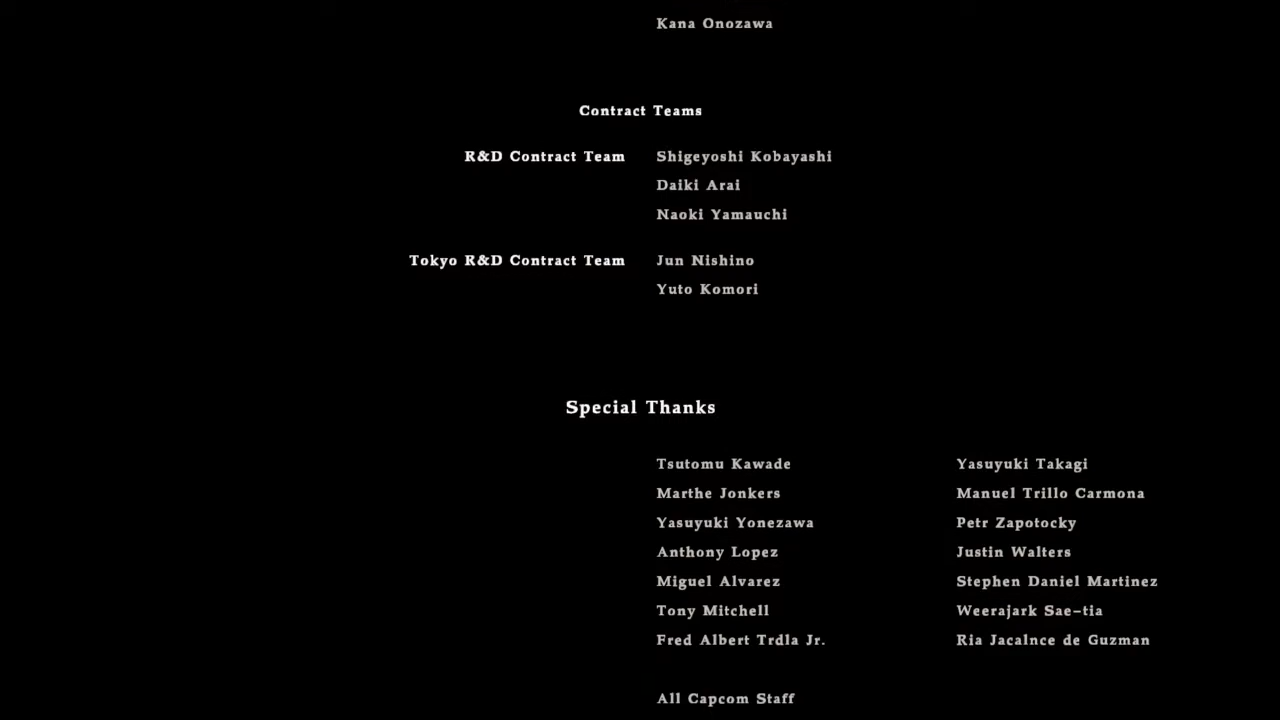 Kana Onozawa
Contract Teams
R&D Contract Team Shigeyoshi Kobayashi
Daiki Arai
Naoki Yamauchi
Tokyo R&D Contract Team Jun Nishino
Yuto Komori
Special Thanks
Tsutomu Kawade Yasuyuki Takagi
Marthe Jonkers Manuel Trillo Carmona
Yasuyuki Yonezawa Petr Zapotocky
Anthony Lopez Justin Walters
Miguel Alvarez Stephen Daniel Martinez
Tony Mitchell Weerajark Sae-tia
Fred Albert Trdla Jr. Ria Jacalnce de Guzman
All Capcom Staff